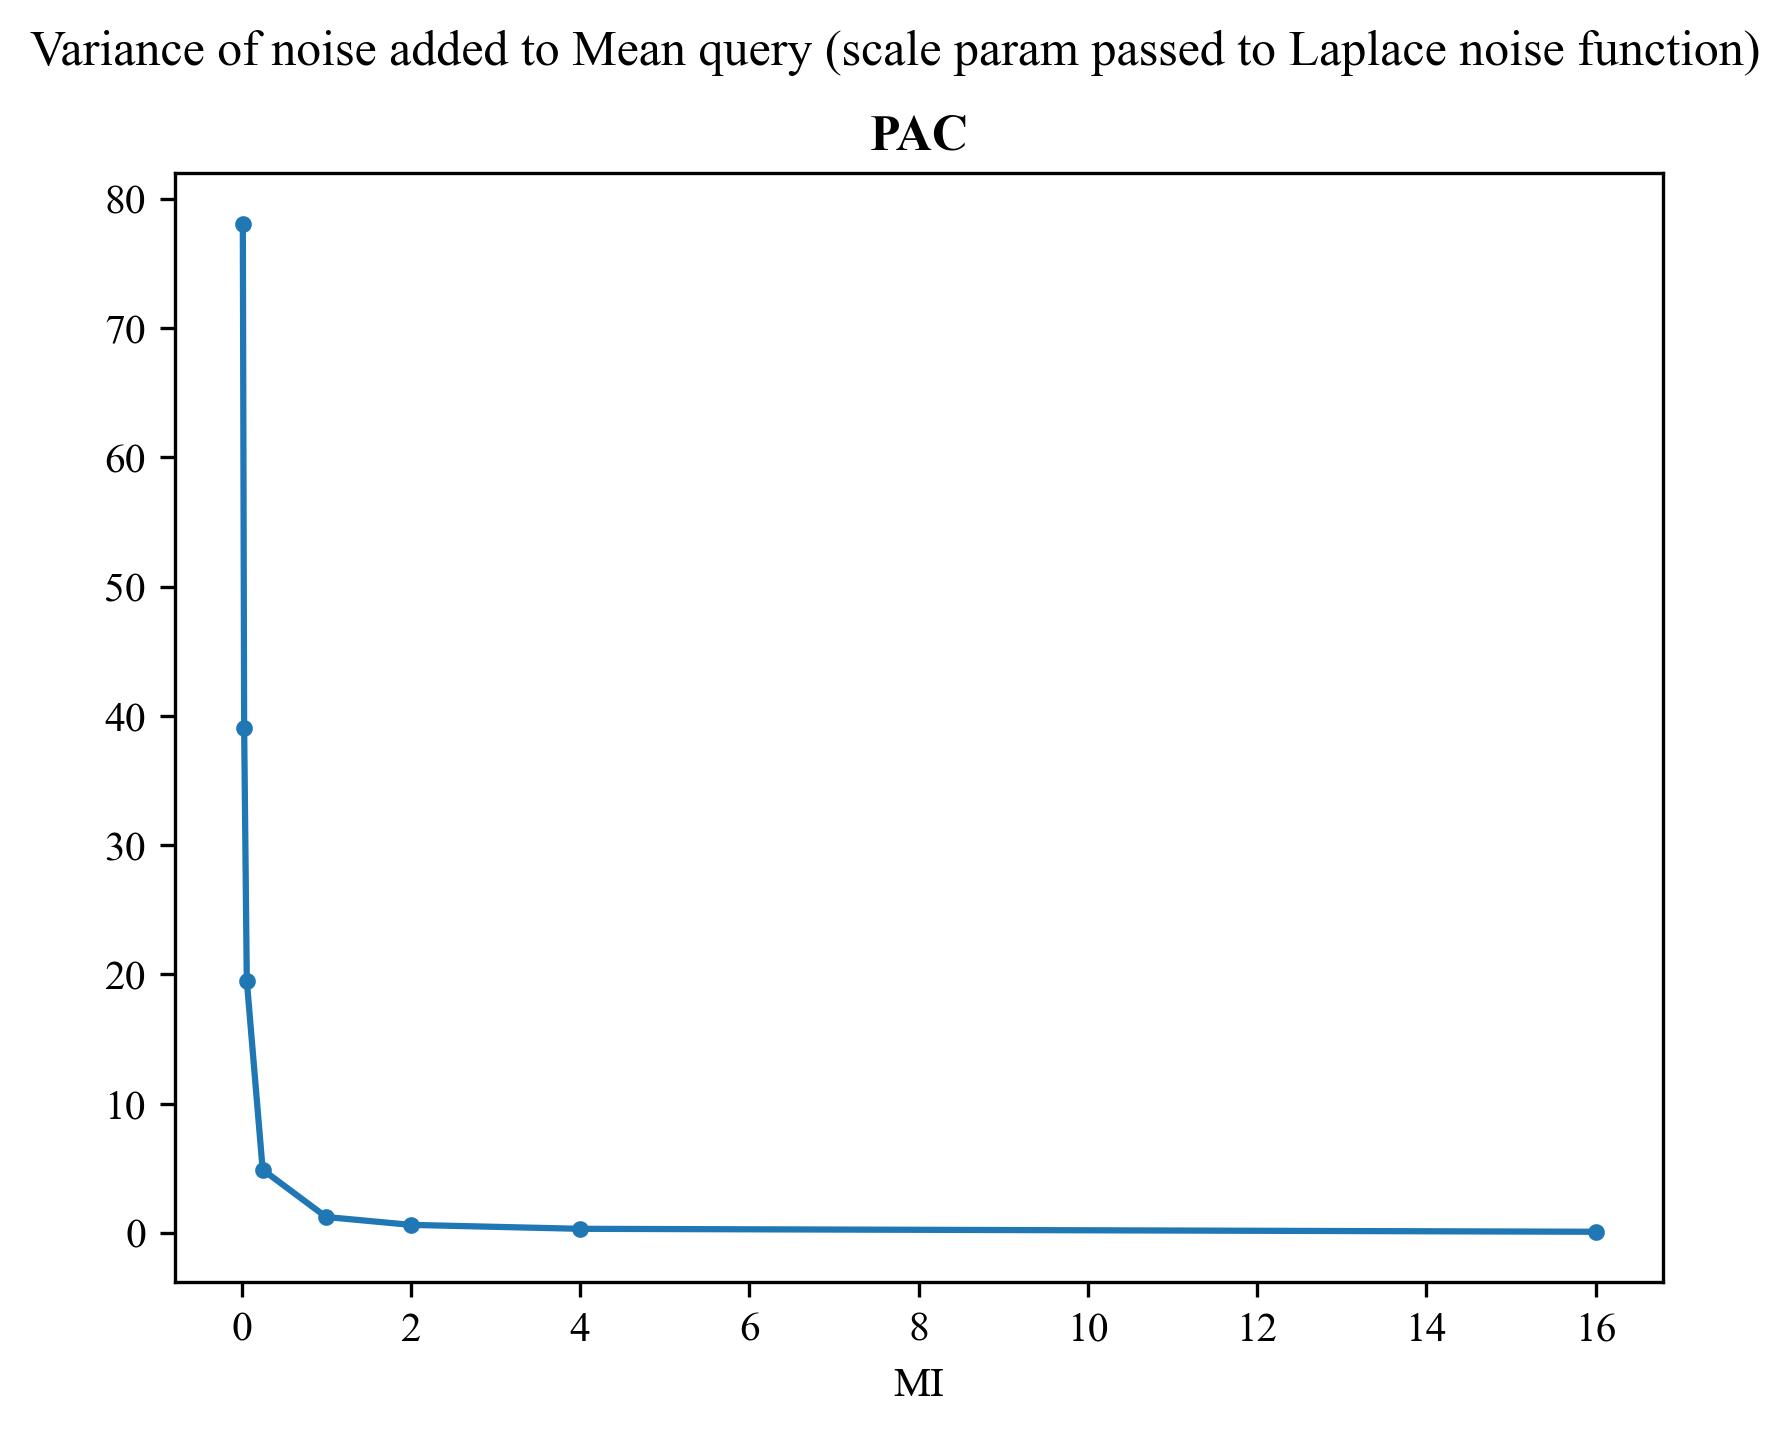 Variance of noise added to Mean query (scale param passed to Laplace noise function)
PAC
80
70
60
50
40
30
20
10
0
0 2 4 6 8 10 12 14 16
MI